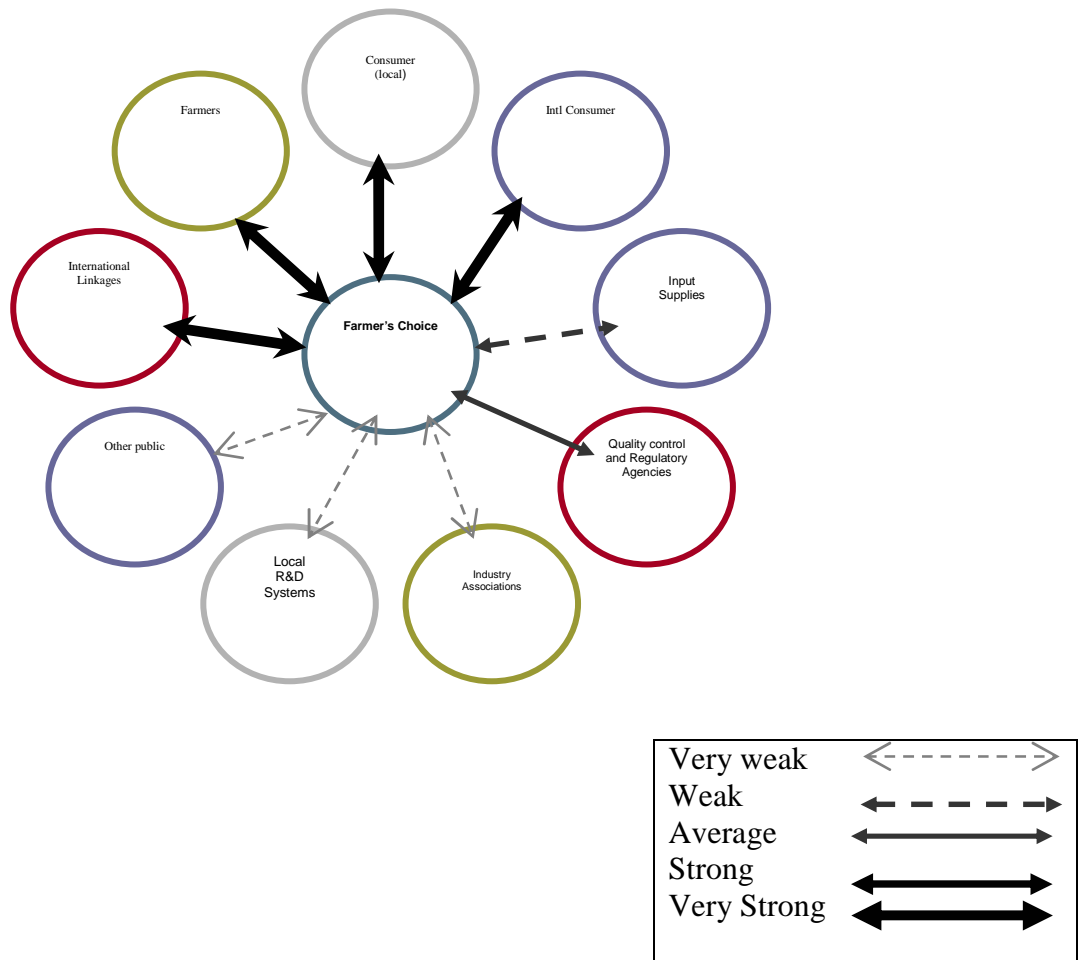 Consumer
(local)
Farmers
Intl Consumer
International
Linkages
Input
Supplies
Farmer's Choice
Other public
Quality control
and Regulatory
Agencies
Local
R&D
Systems
Industry
Associations
Very weak
Weak
Average
Strong
Very Strong